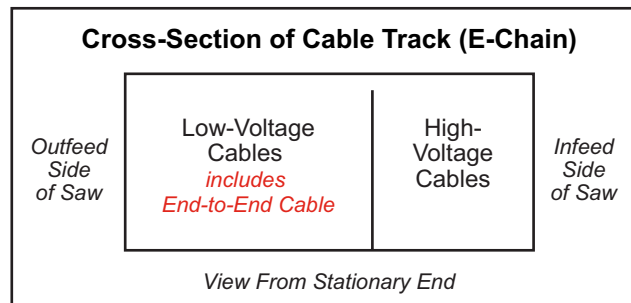 Cross-Section of Cable Track (E-Chain)
Outfeed
Side
of Saw
Low-Voltage
Cables
includes
End-to-End Cable
High-
Voltage
Cables
Infeed
Side
of Saw
View From Stationary End